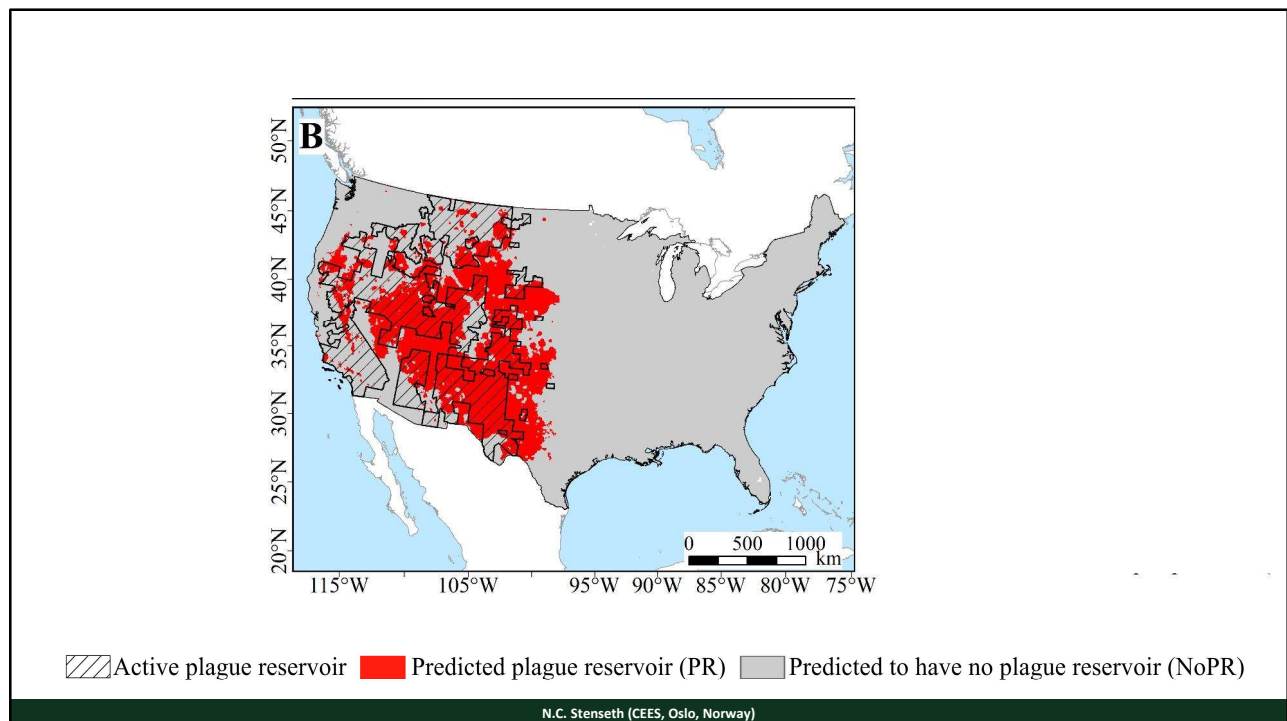 B
50°N
45°N
40°N
35°N
30°N
25°N
20°N
0 500 1000
km
115°W 105°W 95°W 90°W 85°W 80°W 75°W
Active plague reservoir Predicted plague reservoir (PR) Predicted to have no plague reservoir (NoPR)
N.C. Stenseth (CEES, Oslo, Norway)